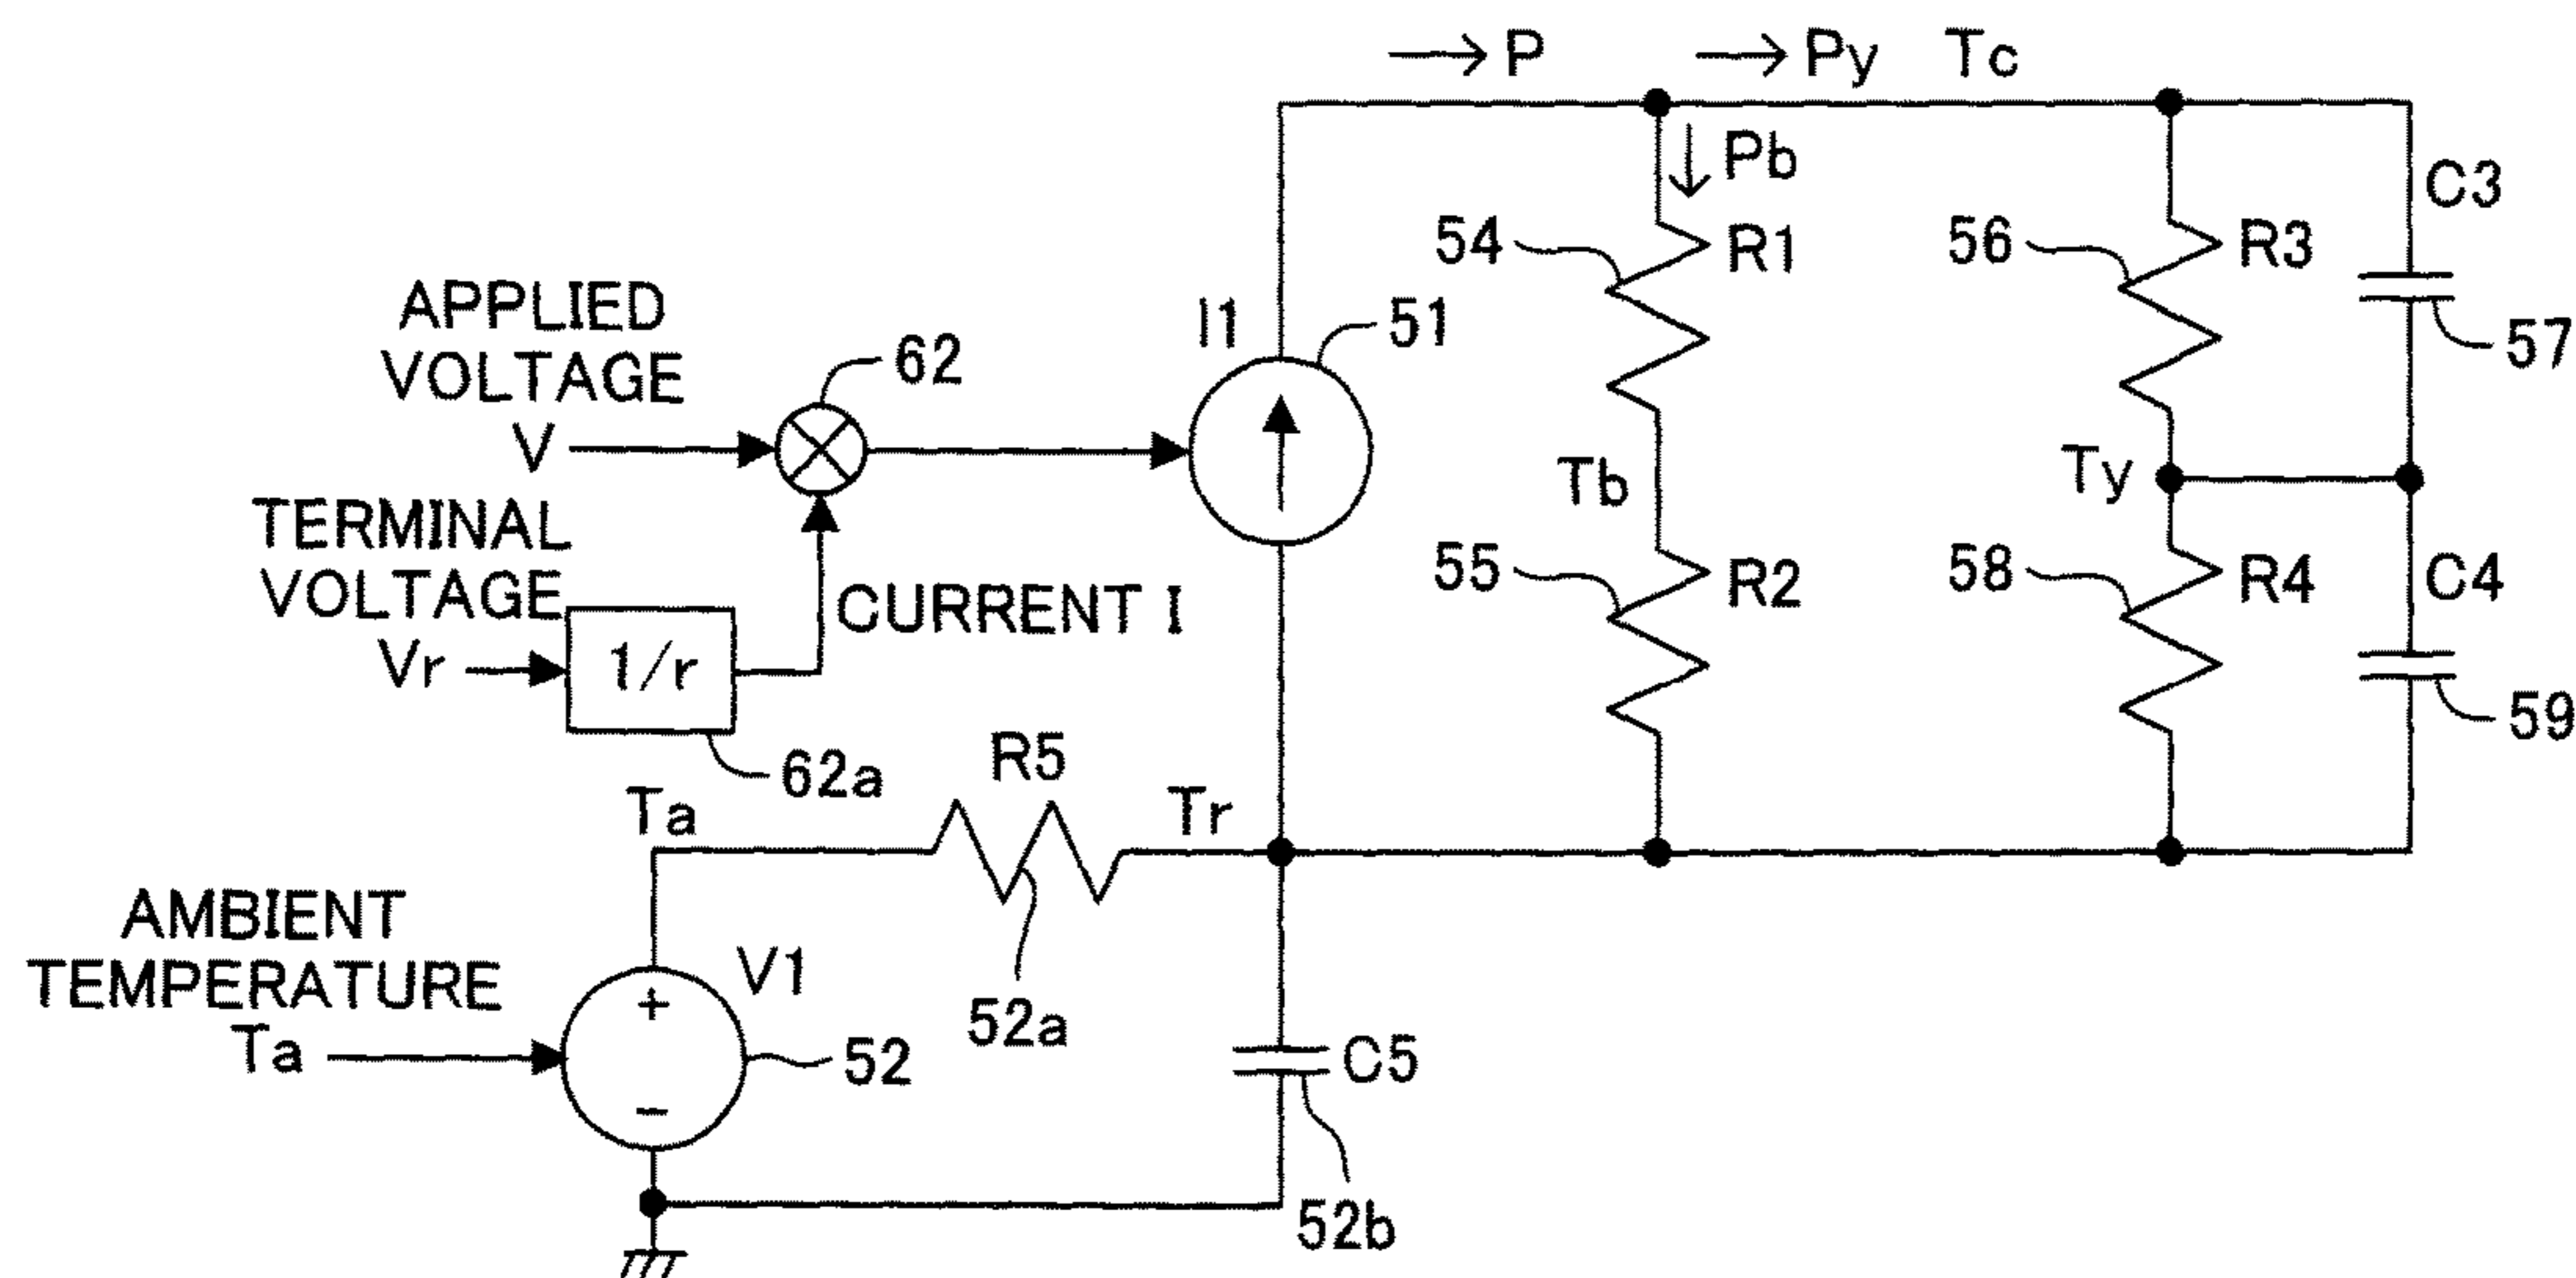 P
Py
Tc
Pb
C3
54
R1
56
R3
APPLIED
VOLTAGE
V
62
I1
51
57
TERMINAL
VOLTAGE
Vr
1/r
CURRENT I
Tb
Ty
55
R2
58
R4
C4
59
62a
R5
Ta
Tr
AMBIENT
TEMPERATURE
Ta
V1
+
−
52
52a
C5
52b